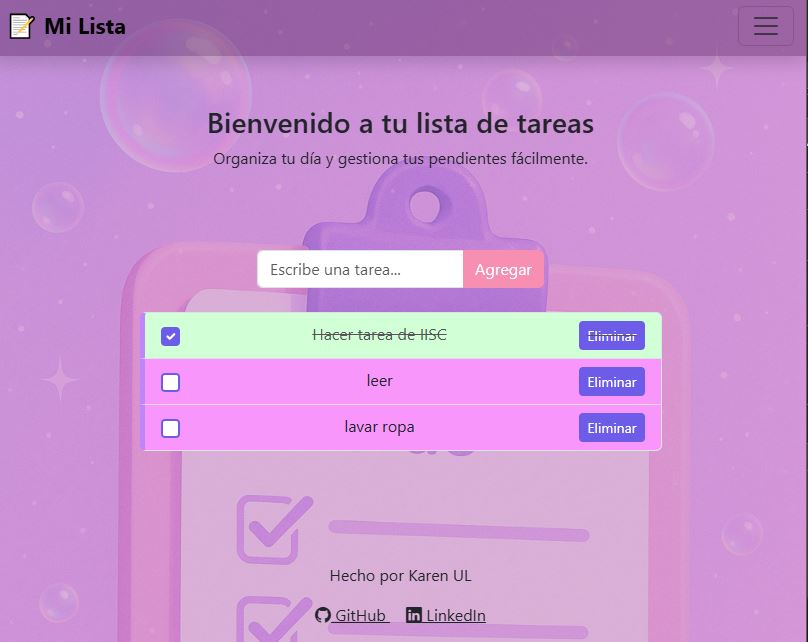 📝 Mi Lista
Bienvenido a tu lista de tareas
Organiza tu día y gestiona tus pendientes fácilmente.
Escribe una tarea... Agregar
Hacer tarea de IISC Eliminar
leer Eliminar
lavar ropa Eliminar
Hecho por Karen UL
GitHub LinkedIn